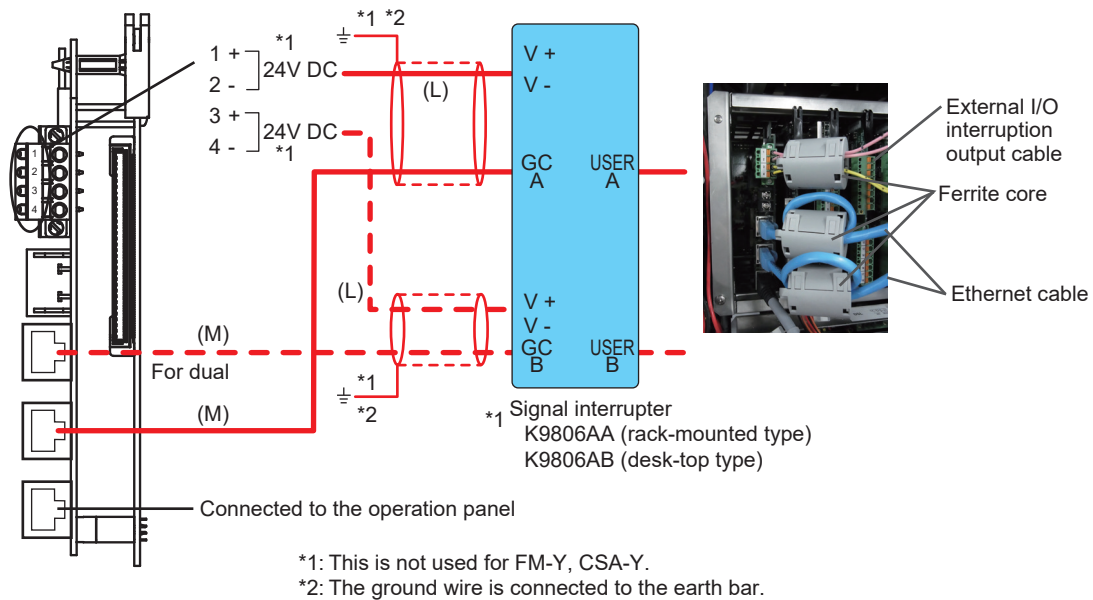 *1 *2
*1
1 +
2 -
24V DC
3 +
4 -
24V DC
*1
(L)
V +
V -
GC
A
USER
A
(L)
V +
V -
GC
B
USER
B
1
2
3
4
(M)
For dual
(M)
*1
*2
*1 Signal interrupter
K9806AA (rack-mounted type)
K9806AB (desk-top type)
Connected to the operation panel
External I/O
interruption
output cable
Ferrite core
Ethernet cable
*1: This is not used for FM-Y, CSA-Y.
*2: The ground wire is connected to the earth bar.